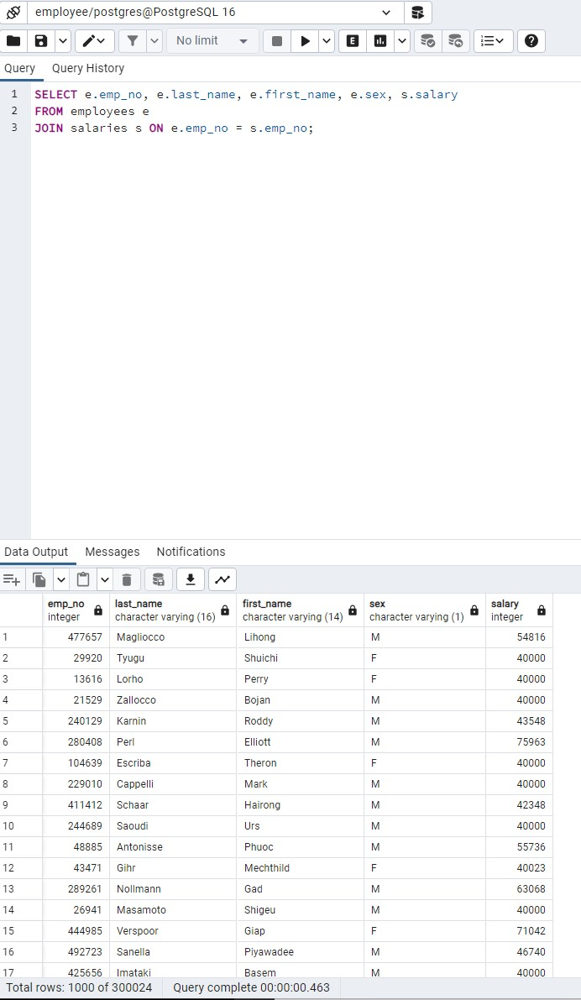 employee/postgres@PostgreSQL 16
No limit
E
Query Query History
1 SELECT e.emp_no, e.last_name, e.first_name, e.sex, s.salary
2 FROM employees e
3 JOIN salaries s ON e.emp_no = s.emp_no;
Data Output Messages Notifications
emp_no last_name first_name sex salary
integer character varying (16) character varying (14) character varying (1) integer
1 477657 Magliocco Lihong M 54816
2 29920 Tyugu Shuichi F 40000
3 13616 Lorho Perry F 40000
4 21529 Zallocco Bojan M 40000
5 240129 Karnin Roddy M 43548
6 280408 Perl Elliott M 75963
7 104639 Escriba Theron F 40000
8 229010 Cappelli Mark M 40000
9 411412 Schaar Hairong M 42348
10 244689 Saoudi Urs M 40000
11 48885 Antonisse Phuoc M 55736
12 43471 Gihr Mechthild F 40023
13 289261 Nollmann Gad M 63068
14 26941 Masamoto Shigeu M 40000
15 444985 Verspoor Giap F 71042
16 492723 Sanella Piyawadee M 46740
17 425656 Imataki Basem M 40000
Total rows: 1000 of 300024 Query complete 00:00:00.463